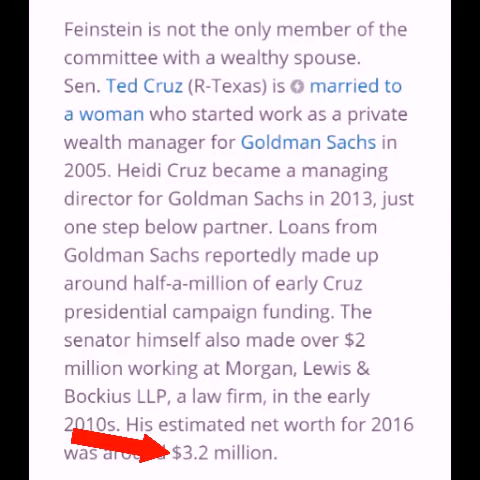 Feinstein is not the only member of the
committee with a wealthy spouse.
Sen. Ted Cruz (R-Texas) is married to
a woman who started work as a private
wealth manager for Goldman Sachs in
2005. Heidi Cruz became a managing
director for Goldman Sachs in 2013, just
one step below partner. Loans from
Goldman Sachs reportedly made up
around half-a-million of early Cruz
presidential campaign funding. The
senator himself also made over $2
million working at Morgan, Lewis &
Bockius LLP, a law firm, in the early
2010s. His estimated net worth for 2016
was around $3.2 million.